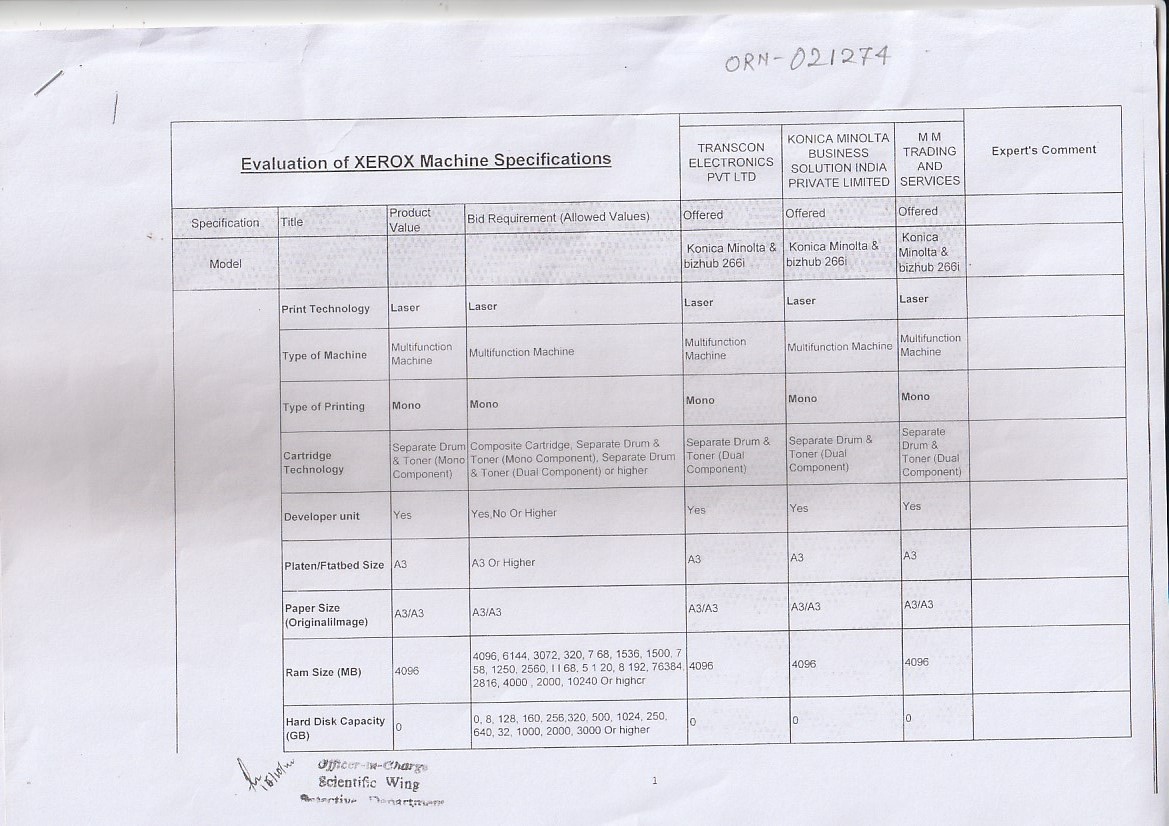 ORN-021274
Evaluation of XEROX Machine Specifications
TRANSCON
ELECTRONICS
PVT LTD
KONICA MINOLTA
BUSINESS
SOLUTION INDIA
PRIVATE LIMITED
M M
TRADING
AND
SERVICES
Expert's Comment
Specification
Title
Product
Value
Bid Requirement (Allowed Values)
Offered
Offered
Offered
Model
Konica Minolta &
bizhub 266i
Konica Minolta &
bizhub 266i
Konica
Minolta &
bizhub 266i
Print Technology
Laser
Laser
Laser
Laser
Laser
Type of Machine
Multifunction
Machine
Multifunction Machine
Multifunction
Machine
Multifunction Machine
Multifunction
Machine
Type of Printing
Mono
Mono
Mono
Mono
Mono
Cartridge
Technology
Separate Drum
& Toner (Mono
Component)
Composite Cartridge, Separate Drum &
Toner (Mono Component), Separate Drum
& Toner (Dual Component) or higher
Separate Drum &
Toner (Dual
Component)
Separate Drum &
Toner (Dual
Component)
Separate
Drum &
Toner (Dual
Component)
Developer unit
Yes
Yes,No Or Higher
Yes
Yes
Yes
Platen/Ftatbed Size
A3
A3 Or Higher
A3
A3
A3
Paper Size
(OriginaliImage)
A3/A3
A3/A3
A3/A3
A3/A3
A3/A3
Ram Size (MB)
4096
4096, 6144, 3072, 320, 7 68, 1536, 1500, 7
58, 1250, 2560, I I 68, 5 1 20, 8 192, 76384,
2816, 4000 , 2000, 10240 Or higher
4096
4096
4096
Hard Disk Capacity
(GB)
0
0, 8, 128, 160, 256,320, 500, 1024, 250,
640, 32, 1000, 2000, 3000 Or higher
0
0
0
Officer-in-Charge
Scientific Wing
Detective Department
1